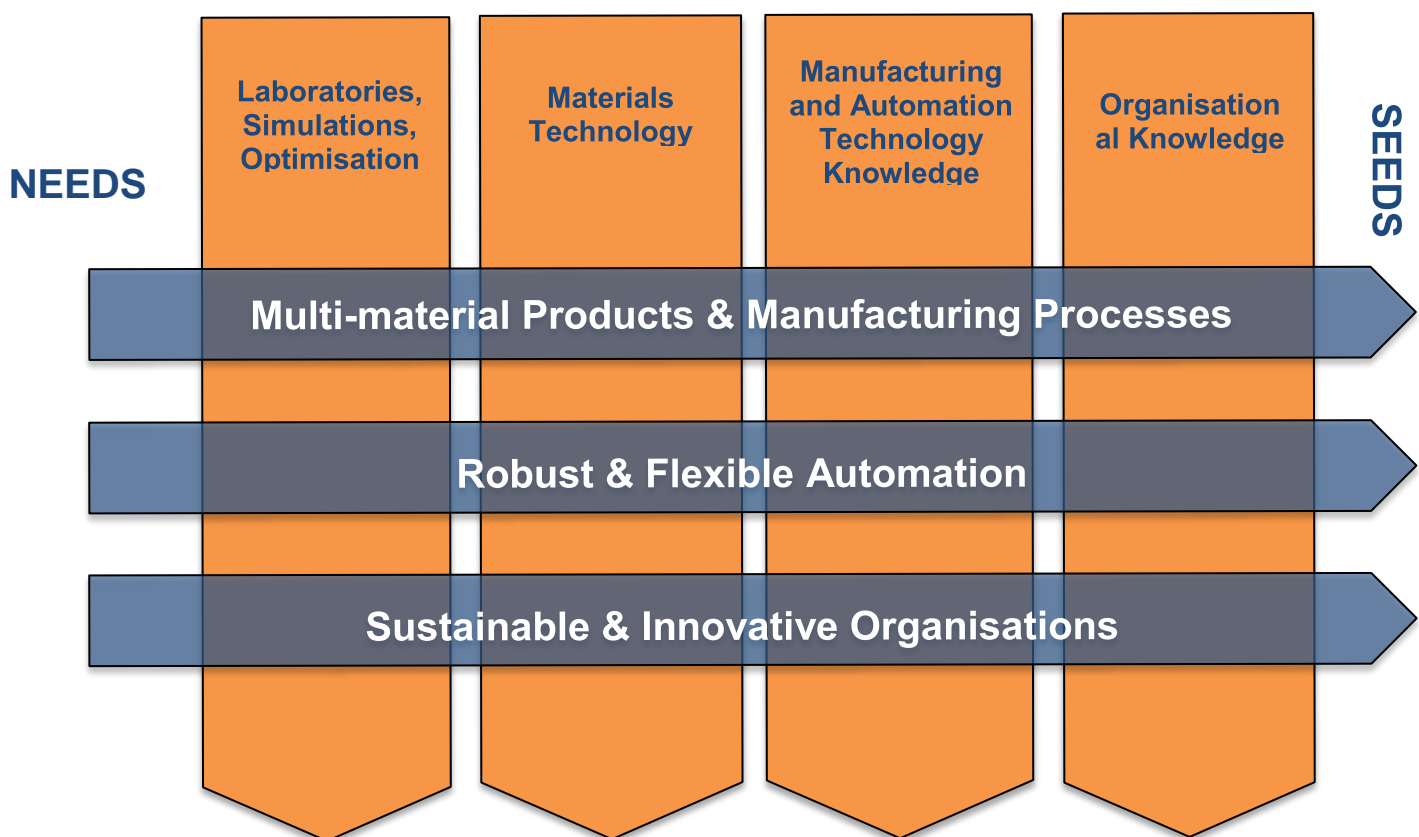 Laboratories,
Simulations,
Optimisation
Materials
Technology
Manufacturing
and Automation
Technology
Knowledge
Organisation
al Knowledge
NEEDS
SEEDS
Multi-material Products & Manufacturing Processes
Robust & Flexible Automation
Sustainable & Innovative Organisations